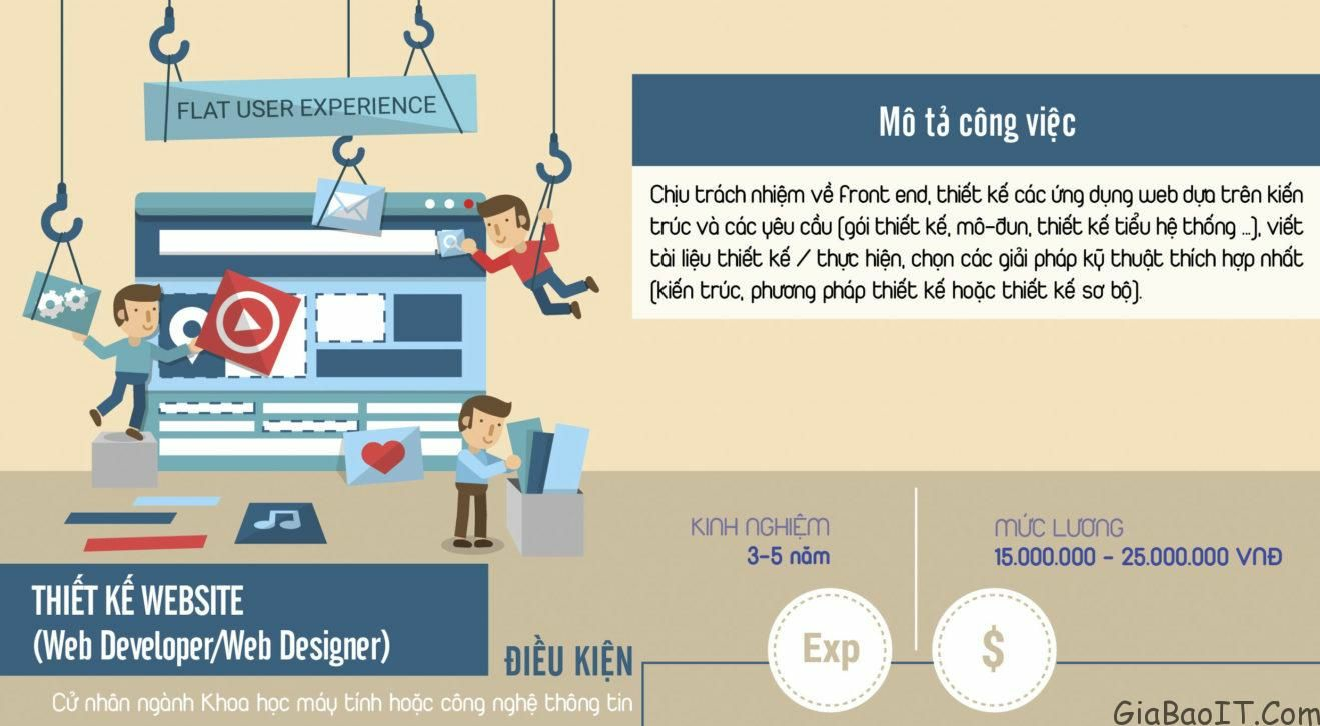 FLAT USER EXPERIENCE
Mô tả công việc
Chịu trách nhiệm về front end, thiết kế các ứng dụng web dựa trên kiến
trúc và các yêu cầu (gói thiết kế, mô-đun, thiết kế tiểu hệ thống ...), viết
tài liệu thiết kế / thực hiện, chọn các giải pháp kỹ thuật thích hợp nhất
(kiến trúc, phương pháp thiết kế hoặc thiết kế sơ bộ).
KINH NGHIỆM
3-5 năm
MỨC LƯƠNG
15.000.000 - 25.000.000 VNĐ
Exp
$
THIẾT KẾ WEBSITE
(Web Developer/Web Designer)
ĐIỀU KIỆN
Cử nhân ngành Khoa học máy tính hoặc công nghệ thông tin
GiaBaoIT.Com